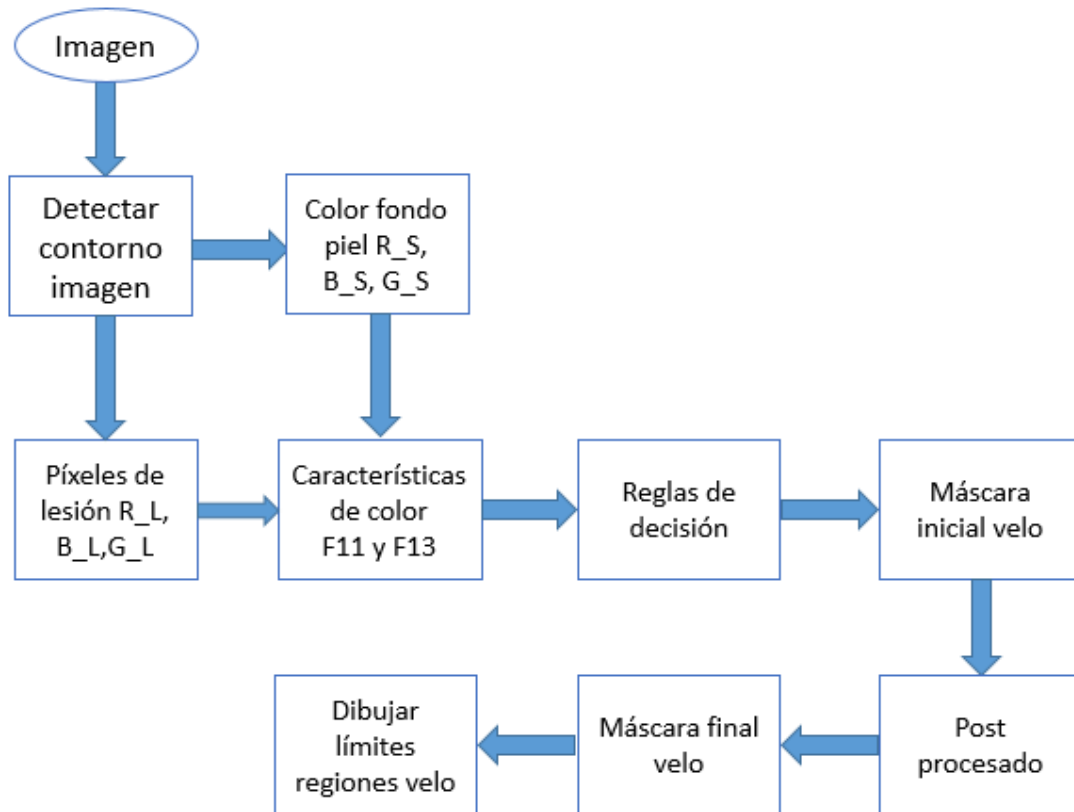 Imagen
Detectar
contorno
imagen
Color fondo
piel R_S,
B_S, G_S
Píxeles de
lesión R_L,
B_L,G_L
Característícas
de color
F11 y F13
Reglas de
decisión
Máscara
inicial velo
Dibujar
límites
regiones velo
Máscara final
velo
Post
procesado